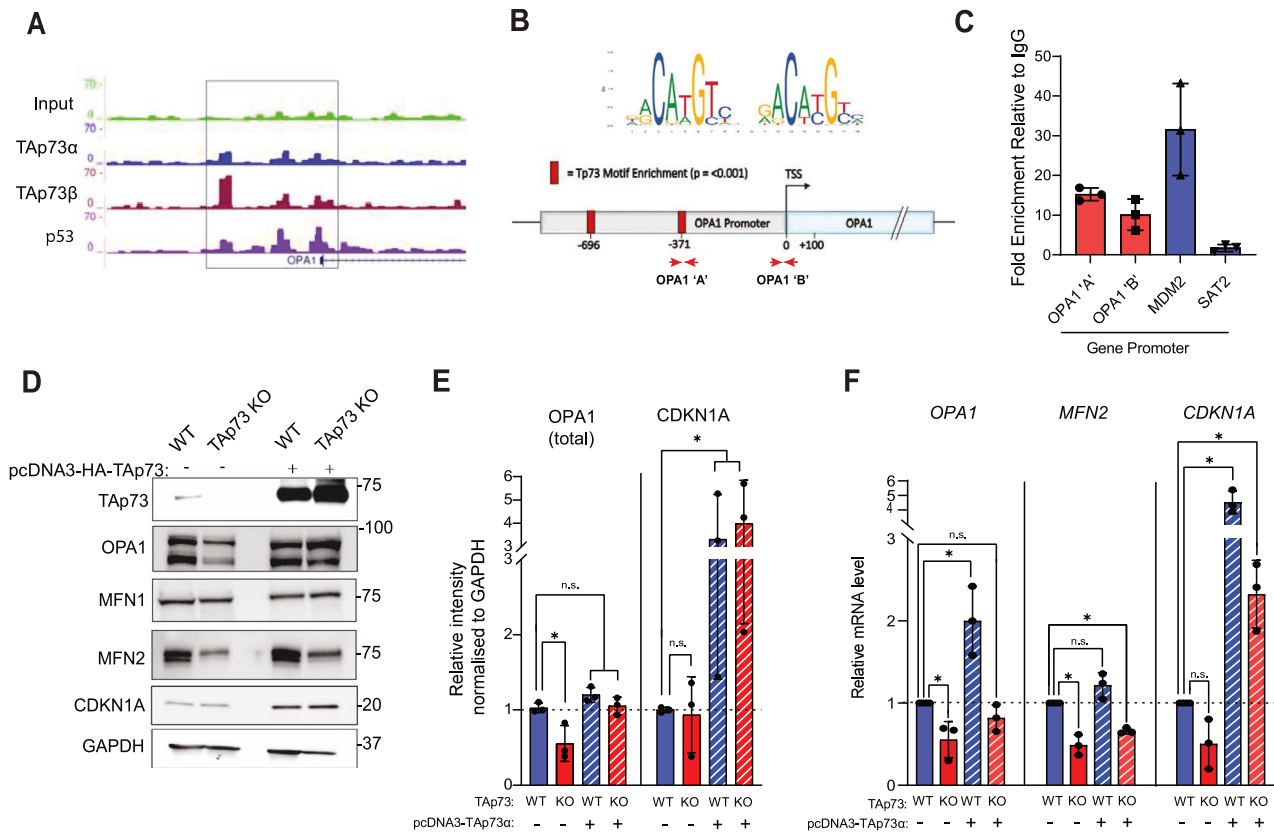 A
70 -
Input
0 _
70
TAp73α
0 _
70
TAp73β
0 _
70
p53
0 _
OPA1
B
= Tp73 Motif Enrichment (p = <0.001)
TSS
OPA1 Promoter
OPA1
-696
-371
0
+100
OPA1 'A'
OPA1 'B'
C
Fold Enrichment Relative to IgG
50
40
30
20
10
0
OPA1 'A'
OPA1 'B'
MDM2
SAT2
Gene Promoter
D
WT
TAp73 KO
WT
TAp73 KO
pcDNA3-HA-TAp73: - - + +
TAp73
-75
-100
OPA1
MFN1
-75
MFN2
-75
CDKN1A
-20
GAPDH
-37
E
OPA1
(total)
CDKN1A
Relative intensity
normalised to GAPDH
6
5
4
3
3
2
1
0
n.s.
*
n.s.
*
TAp73: WT KO WT KO WT KO WT KO
pcDNA3-TAp73α: - - + + - - + +
F
OPA1
MFN2
CDKN1A
Relative mRNA level
6
5
4
3
2
1
0
n.s.
*
*
*
n.s.
*
*
*
n.s.
TAp73: WT KO WT KO WT KO WT KO WT KO WT KO
pcDNA3-TAp73α: - - + + - - + + - - + +